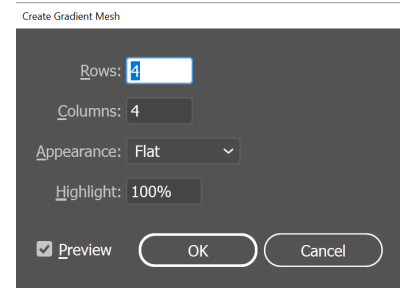 Create Gradient Mesh
Rows: 4
Columns: 4
Appearance: Flat
Highlight: 100%
Preview OK Cancel